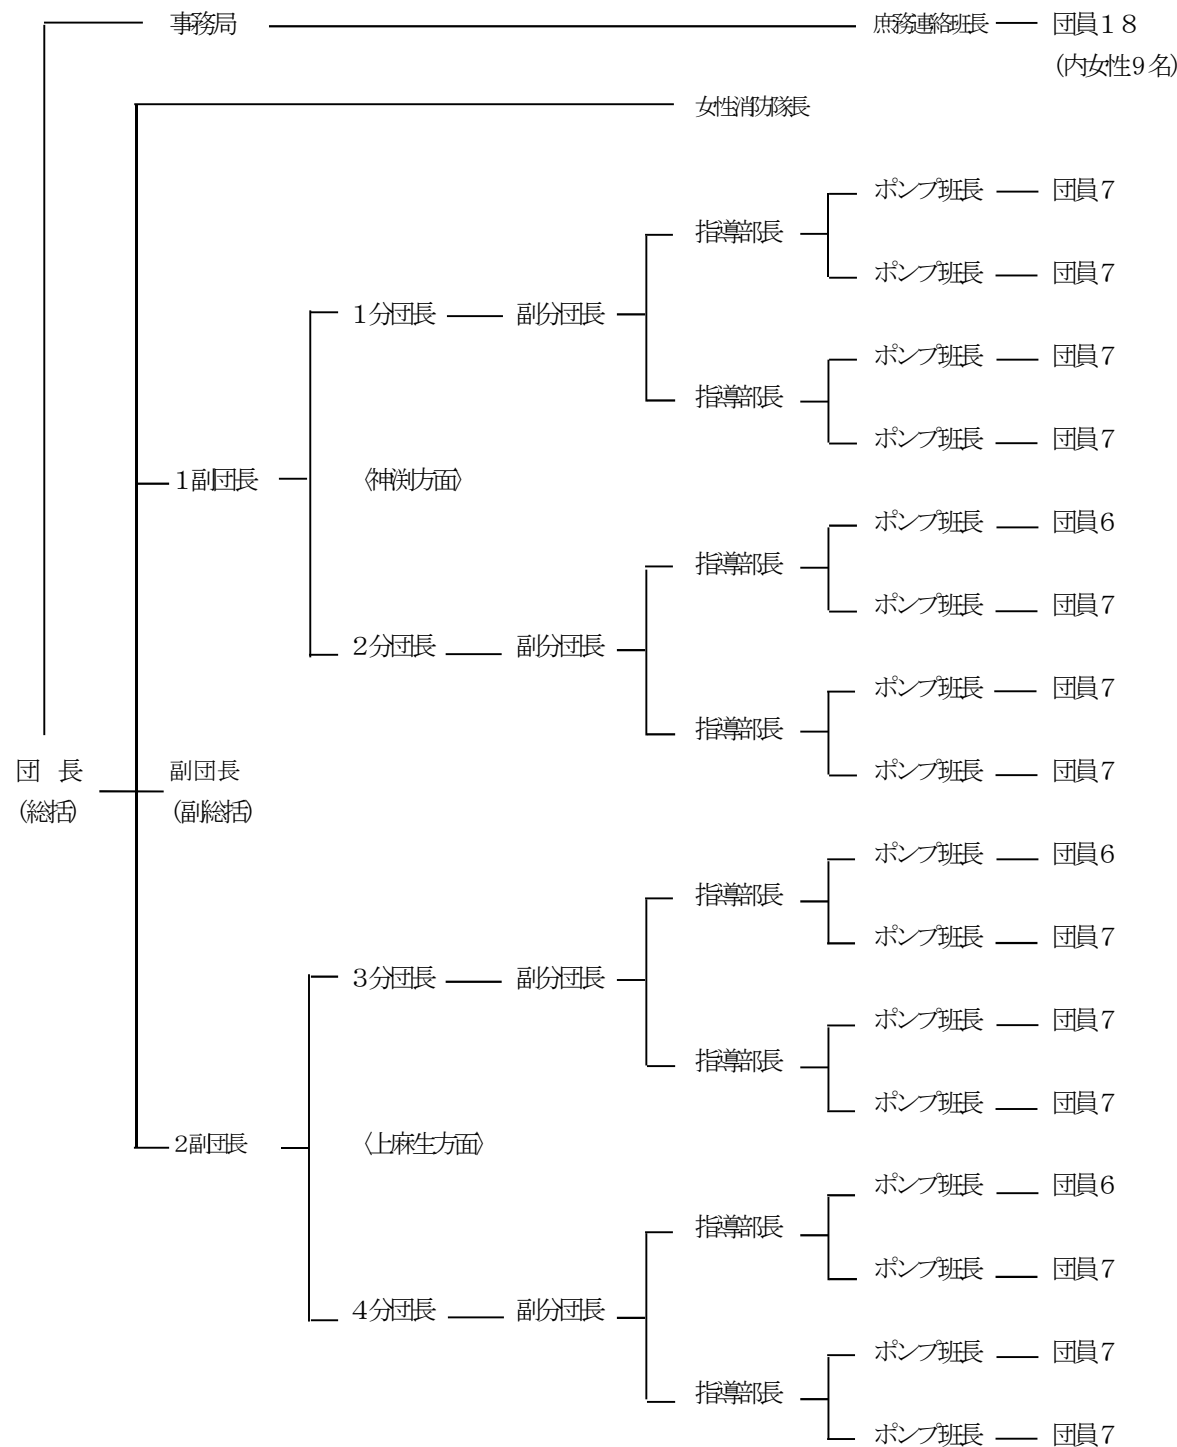 事務局 庶務連絡班長 団員１８
(内女性9名)
女性消防隊長
ポンプ班長 団員７
指導部長
ポンプ班長 団員７
１分団長 副分団長
ポンプ班長 団員７
指導部長
ポンプ班長 団員７
１副団長 〈神渕方面〉
ポンプ班長 団員６
指導部長
ポンプ班長 団員７
２分団長 副分団長
ポンプ班長 団員７
指導部長
団　長 副団長 ポンプ班長 団員７
(総括) (副総括)
ポンプ班長 団員６
指導部長
ポンプ班長 団員７
３分団長 副分団長
ポンプ班長 団員７
指導部長
ポンプ班長 団員７
２副団長 〈上麻生方面〉
ポンプ班長 団員６
指導部長
ポンプ班長 団員７
４分団長 副分団長
ポンプ班長 団員７
指導部長
ポンプ班長 団員７